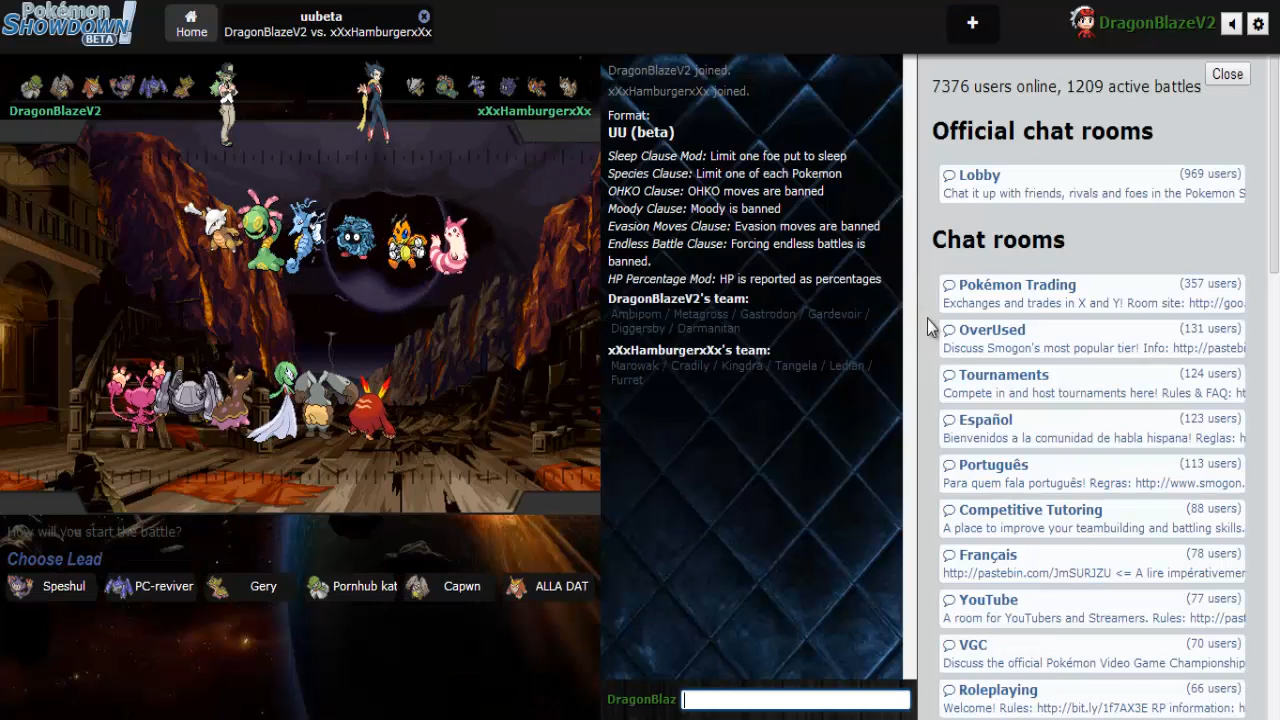 Pokémon
SHOWDOWN!
BETA
Home
uubeta
DragonBlazeV2 vs. xXxHamburgerxXx
+
DragonBlazeV2
DragonBlazeV2
xXxHamburgerxXx
How will you start the battle?
Choose Lead
Speshul
PC-reviver
Gery
Pornhub kat
Capwn
ALLA DAT
DragonBlazeV2 joined.
xXxHamburgerxXx joined.
Format:
UU (beta)
Sleep Clause Mod: Limit one foe put to sleep
Species Clause: Limit one of each Pokemon
OHKO Clause: OHKO moves are banned
Moody Clause: Moody is banned
Evasion Moves Clause: Evasion moves are banned
Endless Battle Clause: Forcing endless battles is
banned.
HP Percentage Mod: HP is reported as percentages
DragonBlazeV2's team:
Ambipom / Metagross / Gastrodon / Gardevoir /
Diggersby / Darmanitan
xXxHamburgerxXx's team:
Marowak / Cradily / Kingdra / Tangela / Ledian /
Furret
DragonBlaz
Close
7376 users online, 1209 active battles
Official chat rooms
Lobby (969 users)
Chat it up with friends, rivals and foes in the Pokemon S
Chat rooms
Pokémon Trading (357 users)
Exchanges and trades in X and Y! Room site: http://goo.
OverUsed (131 users)
Discuss Smogon's most popular tier! Info: http://pastebi
Tournaments (124 users)
Compete in and host tournaments here! Rules & FAQ: ht
Español (123 users)
Bienvenidos a la comunidad de habla hispana! Reglas: h
Português (113 users)
Para quem fala português! Regras: http://www.smogon.
Competitive Tutoring (88 users)
A place to improve your teambuilding and battling skills.
Français (78 users)
http://pastebin.com/JmSURJZU <= A lire impérativemer
YouTube (77 users)
A room for YouTubers and Streamers. Rules: http://past
VGC (70 users)
Discuss the official Pokémon Video Game Championship
Roleplaying (66 users)
Welcome! Rules: http://bit.ly/1f7AX3E RP information: h